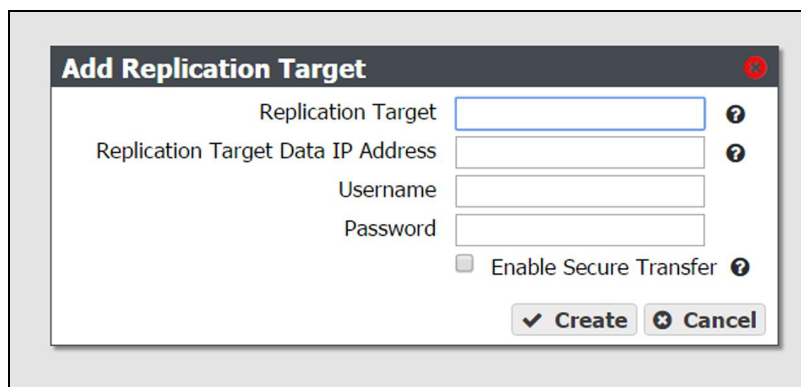 Add Replication Target
Replication Target
Replication Target Data IP Address
Username
Password
Enable Secure Transfer
Create Cancel